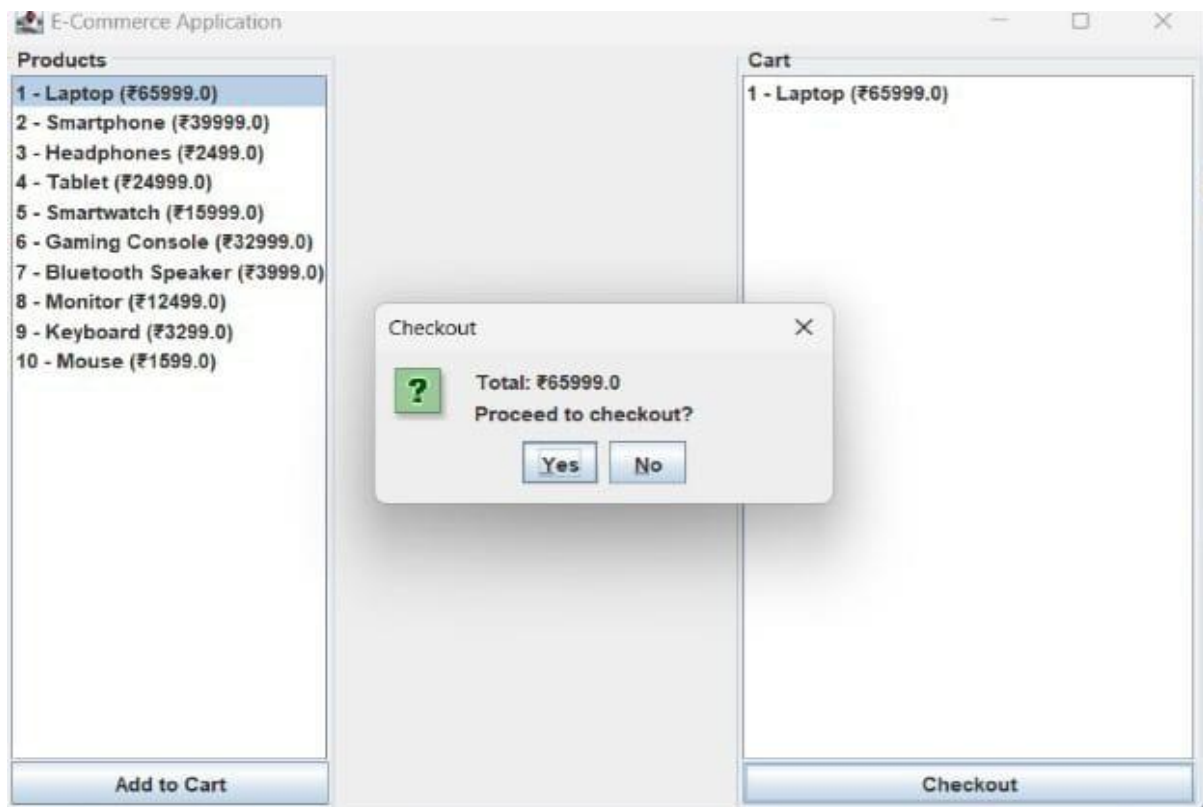 E-Commerce Application
Products
1 - Laptop (₹65999.0)
2 - Smartphone (₹39999.0)
3 - Headphones (₹2499.0)
4 - Tablet (₹24999.0)
5 - Smartwatch (₹15999.0)
6 - Gaming Console (₹32999.0)
7 - Bluetooth Speaker (₹3999.0)
8 - Monitor (₹12499.0)
9 - Keyboard (₹3299.0)
10 - Mouse (₹1599.0)
Add to Cart
Checkout
Total: ₹65999.0
Proceed to checkout?
Yes No
Cart
1 - Laptop (₹65999.0)
Checkout